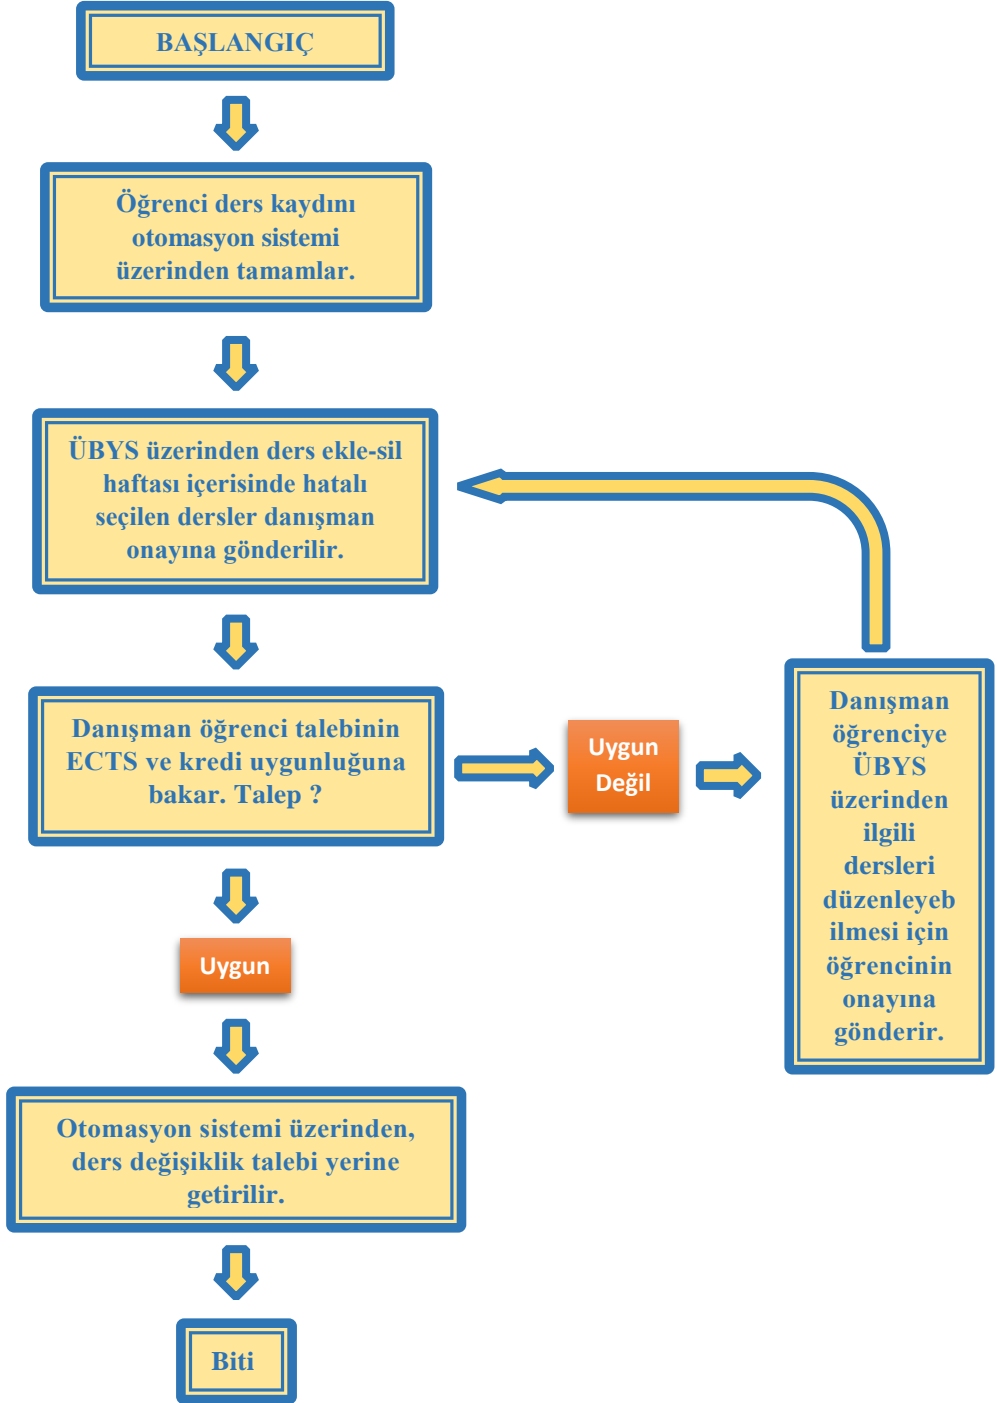 BAŞLANGIÇ
Öğrenci ders kaydını
otomasyon sistemi
üzerinden tamamlar.
ÜBYS üzerinden ders ekle-sil
haftası içerisinde hatalı
seçilen dersler danışman
onayına gönderilir.
Danışman öğrenci talebinin
ECTS ve kredi uygunluğuna
bakar. Talep ?
Uygun
Değil
Danışman
öğrenciye
ÜBYS
üzerinden
ilgili
dersleri
düzenleyeb
ilmesi için
öğrencinin
onayına
gönderir.
Uygun
Otomasyon sistemi üzerinden,
ders değişiklik talebi yerine
getirilir.
Biti